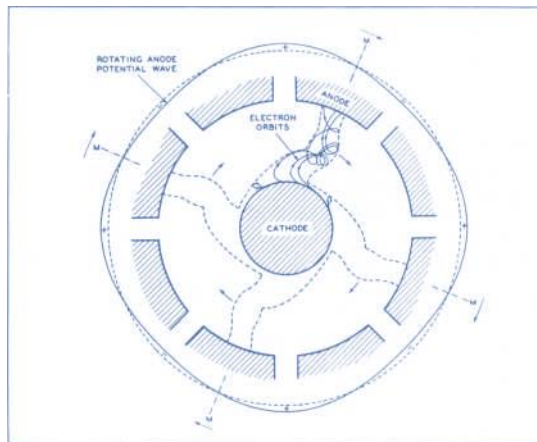 ROTATING ANODE
POTENTIAL WAVE
M
ANODE
ELECTRON
ORBITS
M
CATHODE
M
M